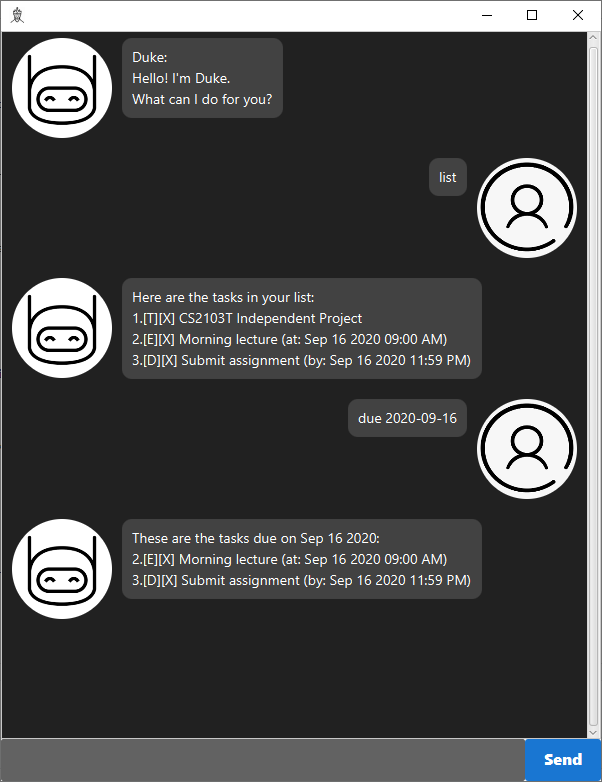 Duke:
Hello! I'm Duke.
What can I do for you?
list
Here are the tasks in your list:
1.[T][X] CS2103T Independent Project
2.[E][X] Morning lecture (at: Sep 16 2020 09:00 AM)
3.[D][X] Submit assignment (by: Sep 16 2020 11:59 PM)
due 2020-09-16
These are the tasks due on Sep 16 2020:
2.[E][X] Morning lecture (at: Sep 16 2020 09:00 AM)
3.[D][X] Submit assignment (by: Sep 16 2020 11:59 PM)
Send